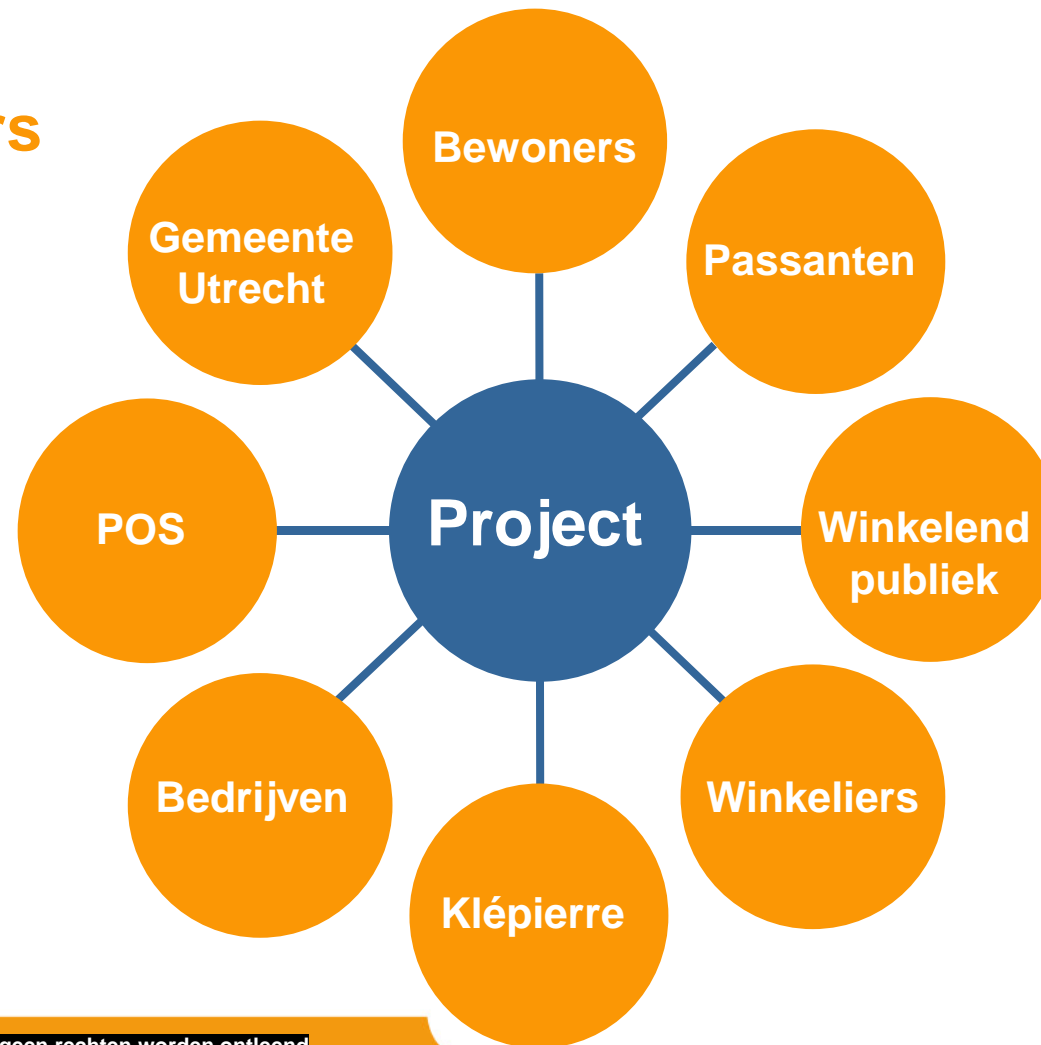 rs
Bewoners
Gemeente
Utrecht
Passanten
POS
Project
Winkelend
publiek
Bedrijven
Winkeliers
Klépierre
geen rechten worden ontleend